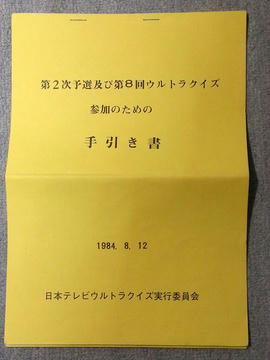 第2次予選及び第8回ウルトラクイズ
参加のための
手引き書
1984. 8. 12
日本テレビウルトラクイズ実行委員会